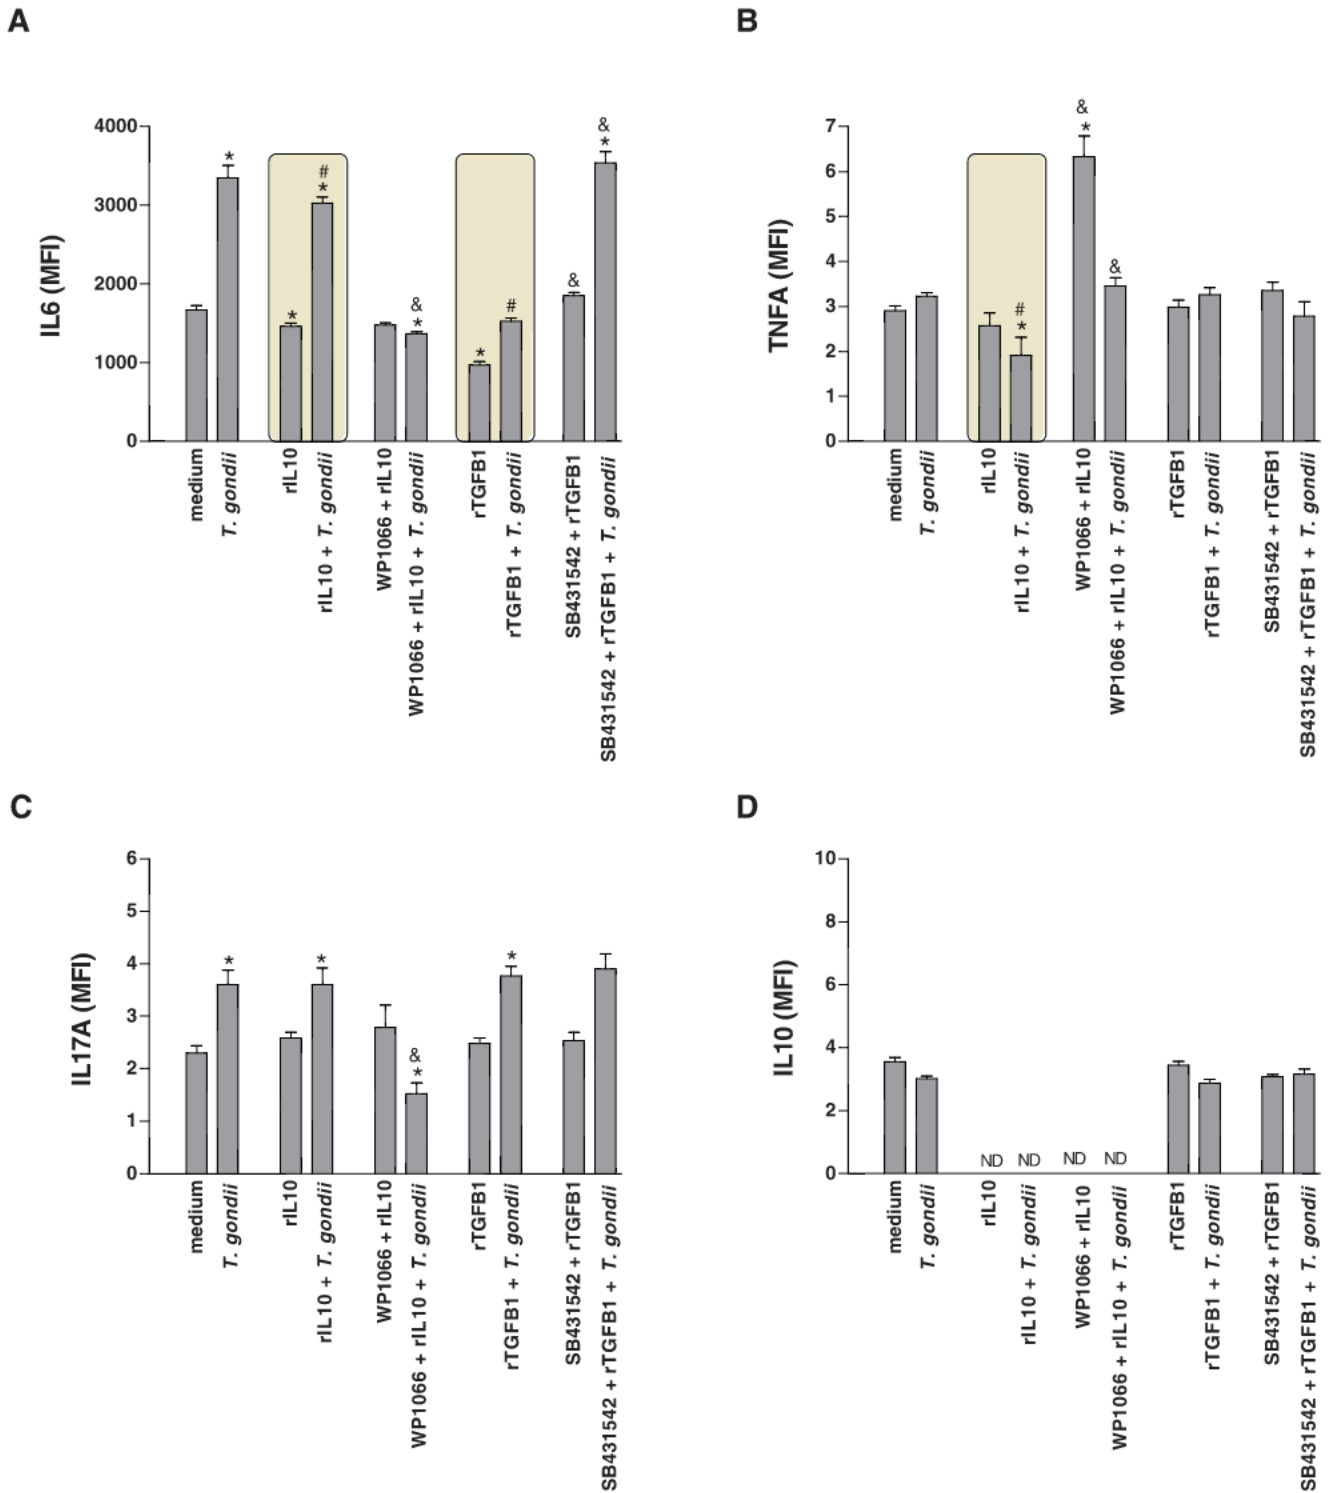 A
IL6 (MFI)
4000
3000
2000
1000
0
*
*
#
*
&
*
*
#
&
&
*
medium
T. gondii
rIL10
rIL10 + T. gondii
WP1066 + rIL10
WP1066 + rIL10 + T. gondii
rTGFB1
rTGFB1 + T. gondii
SB431542 + rTGFB1
SB431542 + rTGFB1 + T. gondii
B
TNFA (MFI)
7
6
5
4
3
2
1
0
#
*
&
*
&
medium
T. gondii
rIL10
rIL10 + T. gondii
WP1066 + rIL10
WP1066 + rIL10 + T. gondii
rTGFB1
rTGFB1 + T. gondii
SB431542 + rTGFB1
SB431542 + rTGFB1 + T. gondii
C
IL17A (MFI)
6
5
4
3
2
1
0
*
*
&
*
*
medium
T. gondii
rIL10
rIL10 + T. gondii
WP1066 + rIL10
WP1066 + rIL10 + T. gondii
rTGFB1
rTGFB1 + T. gondii
SB431542 + rTGFB1
SB431542 + rTGFB1 + T. gondii
D
IL10 (MFI)
10
8
6
4
2
0
ND ND ND ND
medium
T. gondii
rIL10
rIL10 + T. gondii
WP1066 + rIL10
WP1066 + rIL10 + T. gondii
rTGFB1
rTGFB1 + T. gondii
SB431542 + rTGFB1
SB431542 + rTGFB1 + T. gondii